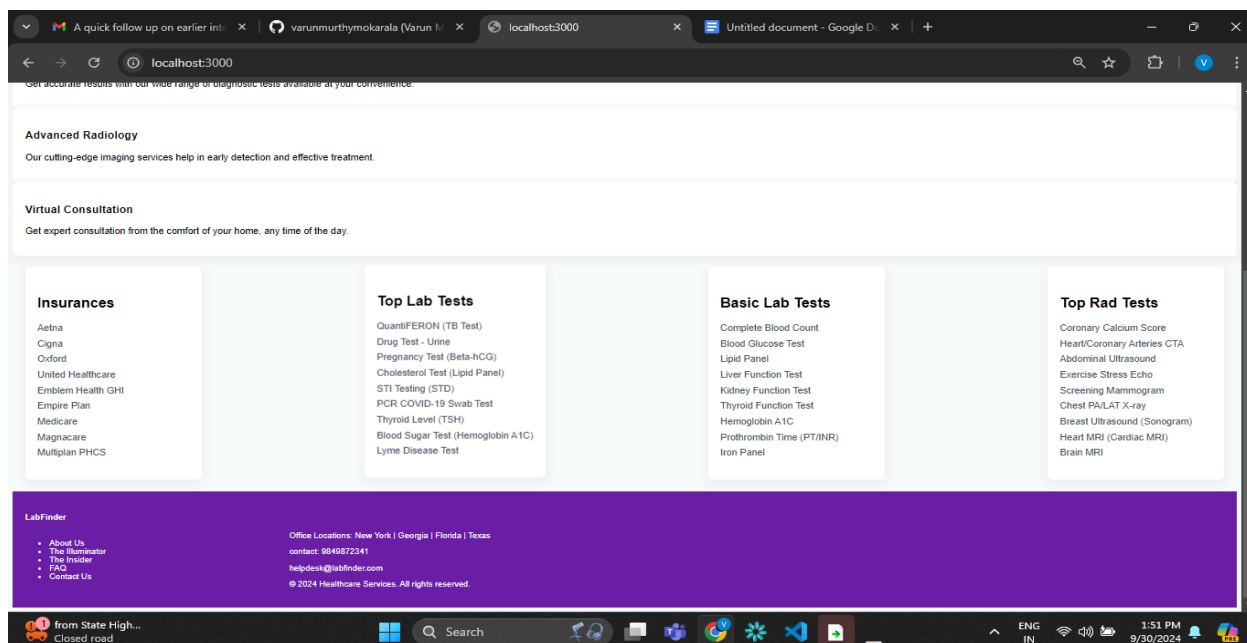 A quick follow up on earlier inte
varunmurthymokarala (Varun M
localhost:3000
Untitled document - Google Do
localhost:3000
V
Get accurate results with our wide range of diagnostic tests available at your convenience.
Advanced Radiology
Our cutting-edge imaging services help in early detection and effective treatment.
Virtual Consultation
Get expert consultation from the comfort of your home, any time of the day.
Insurances
Aetna
Cigna
Oxford
United Healthcare
Emblem Health GHI
Empire Plan
Medicare
Magnacare
Multiplan PHCS
Top Lab Tests
QuantiFERON (TB Test)
Drug Test - Urine
Pregnancy Test (Beta-hCG)
Cholesterol Test (Lipid Panel)
STI Testing (STD)
PCR COVID-19 Swab Test
Thyroid Level (TSH)
Blood Sugar Test (Hemoglobin A1C)
Lyme Disease Test
Basic Lab Tests
Complete Blood Count
Blood Glucose Test
Lipid Panel
Liver Function Test
Kidney Function Test
Thyroid Function Test
Hemoglobin A1C
Prothrombin Time (PT/INR)
Iron Panel
Top Rad Tests
Coronary Calcium Score
Heart/Coronary Arteries CTA
Abdominal Ultrasound
Exercise Stress Echo
Screening Mammogram
Chest PA/LAT X-ray
Breast Ultrasound (Sonogram)
Heart MRI (Cardiac MRI)
Brain MRI
LabFinder
About Us
The Illuminator
The Insider
FAQ
Contact Us
Office Locations: New York | Georgia | Florida | Texas
contact: 9849872341
helpdesk@labfinder.com
© 2024 Healthcare Services. All rights reserved.
1
from State High...
Closed road
Search
ENG
IN
1:51 PM
9/30/2024
PRE